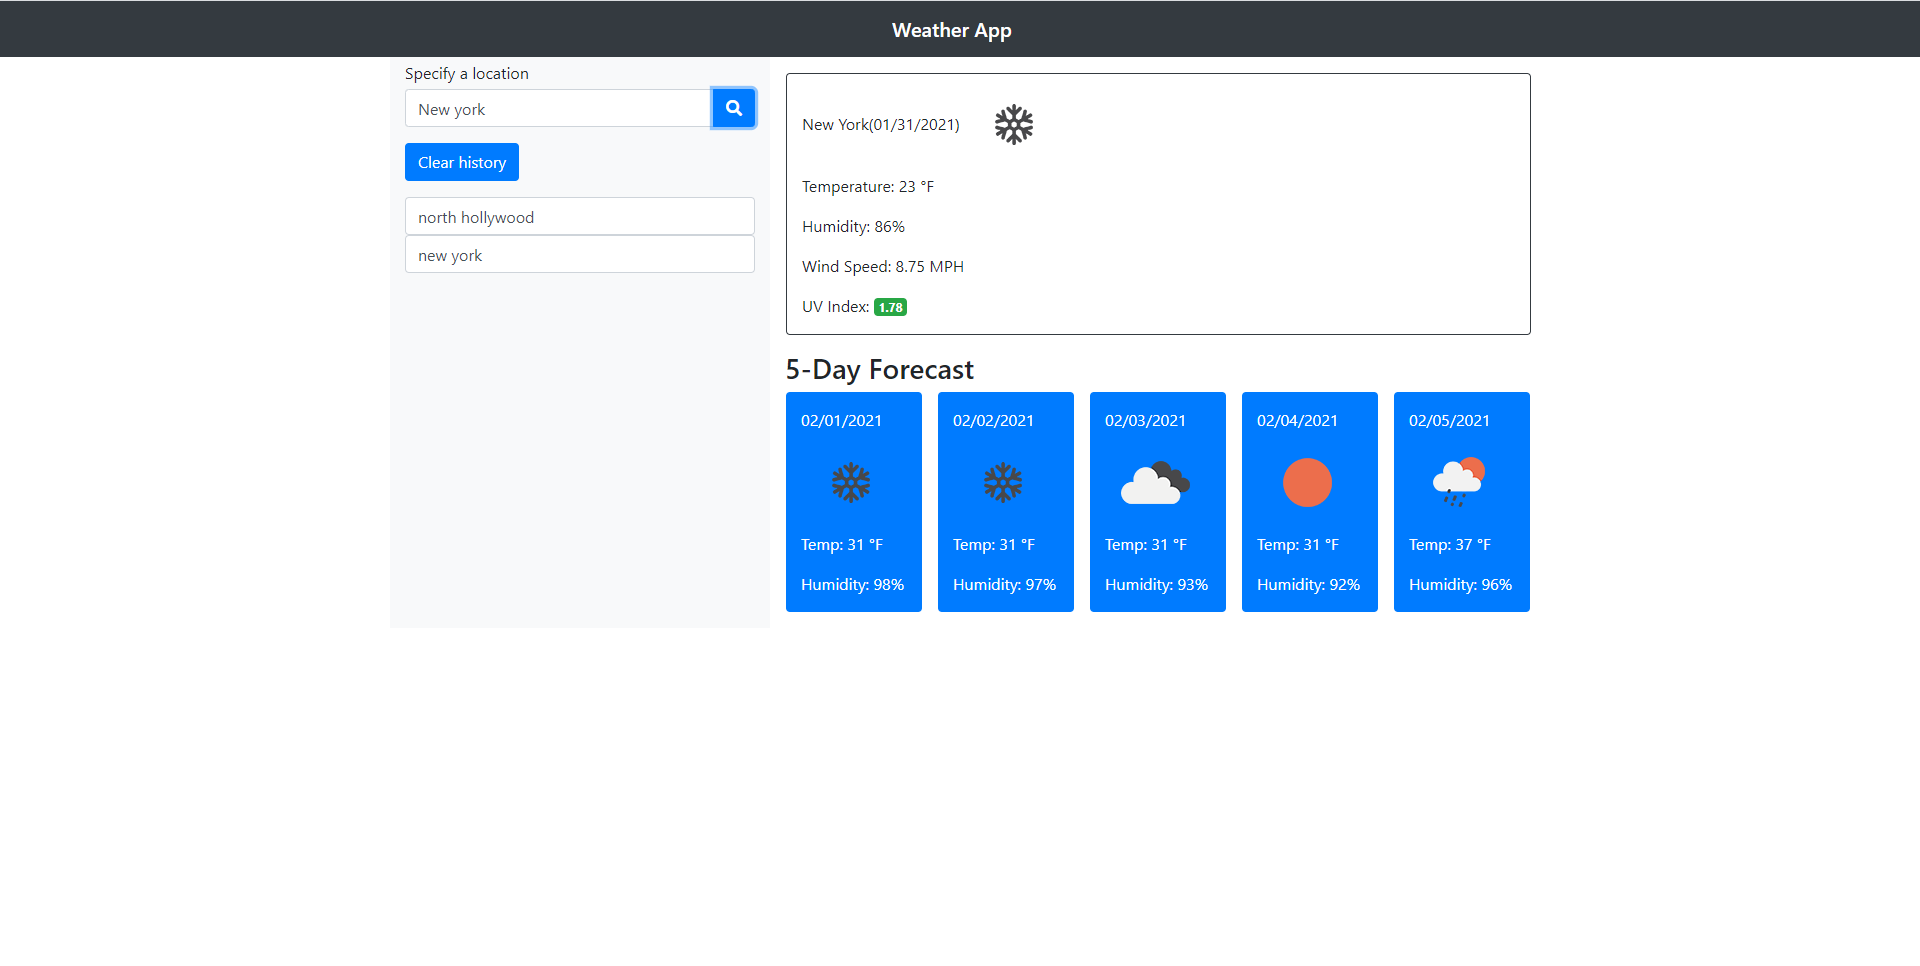 Weather App
Specify a location
New york
Clear history
north hollywood
new york
New York(01/31/2021)
Temperature: 23 °F
Humidity: 86%
Wind Speed: 8.75 MPH
UV Index: 1.78
5-Day Forecast
02/01/2021
Temp: 31 °F
Humidity: 98%
02/02/2021
Temp: 31 °F
Humidity: 97%
02/03/2021
Temp: 31 °F
Humidity: 93%
02/04/2021
Temp: 31 °F
Humidity: 92%
02/05/2021
Temp: 37 °F
Humidity: 96%